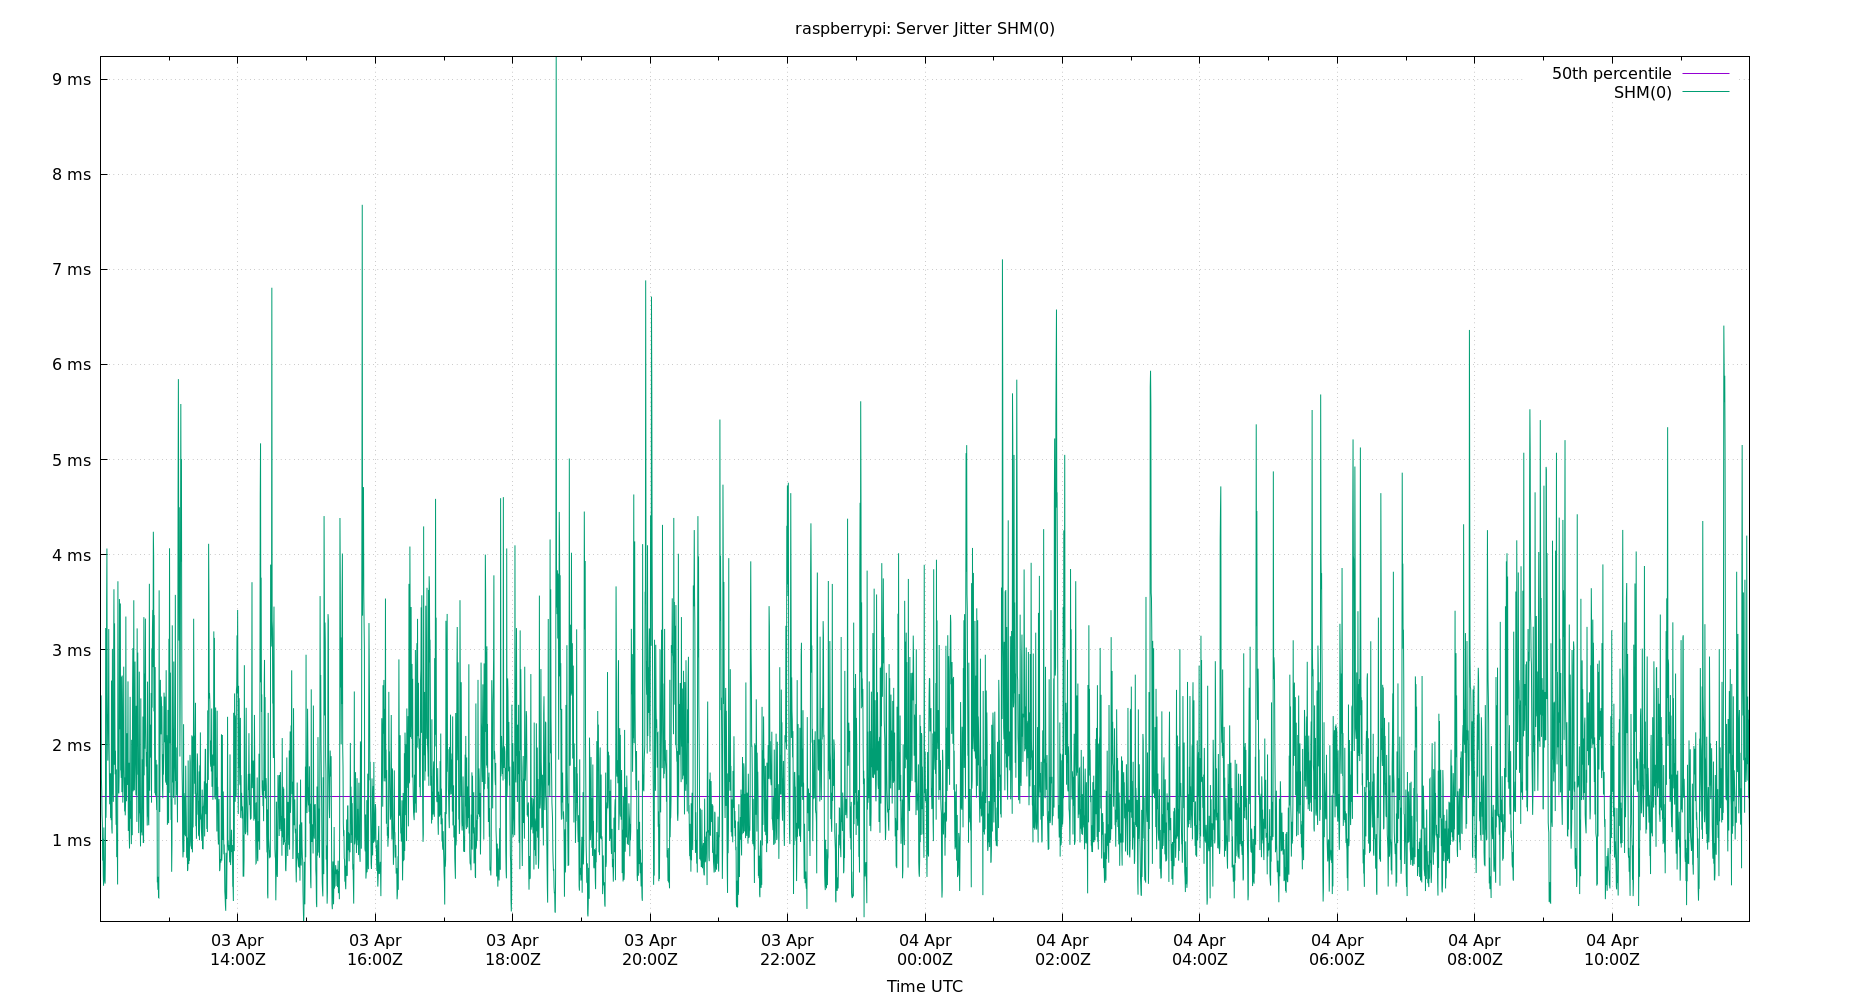 raspberrypi: Server Jitter SHM(0)
50th percentile
SHM(0)
9 ms
8 ms
7 ms
6 ms
5 ms
4 ms
3 ms
2 ms
1 ms
03 Apr 03 Apr 03 Apr 03 Apr 03 Apr 04 Apr 04 Apr 04 Apr 04 Apr 04 Apr 04 Apr
14:00Z 16:00Z 18:00Z 20:00Z 22:00Z 00:00Z 02:00Z 04:00Z 06:00Z 08:00Z 10:00Z
Time UTC